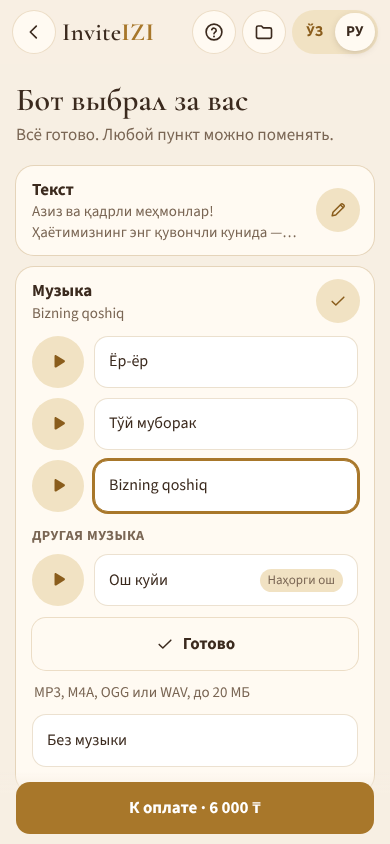 InviteIZI
ЎЗ РУ
Бот выбрал за вас
Всё готово. Любой пункт можно поменять.
Текст
Азиз ва қадрли меҳмонлар!
Ҳаётимизнинг энг қувончли кунида —…
Музыка
Bizning qoshiq
Ёр-ёр
Тўй муборак
Bizning qoshiq
ДРУГАЯ МУЗЫКА
Ош куйи
Наҳорги ош
Готово
MP3, M4A, OGG или WAV, до 20 МБ
Без музыки
К оплате · 6 000 ₸